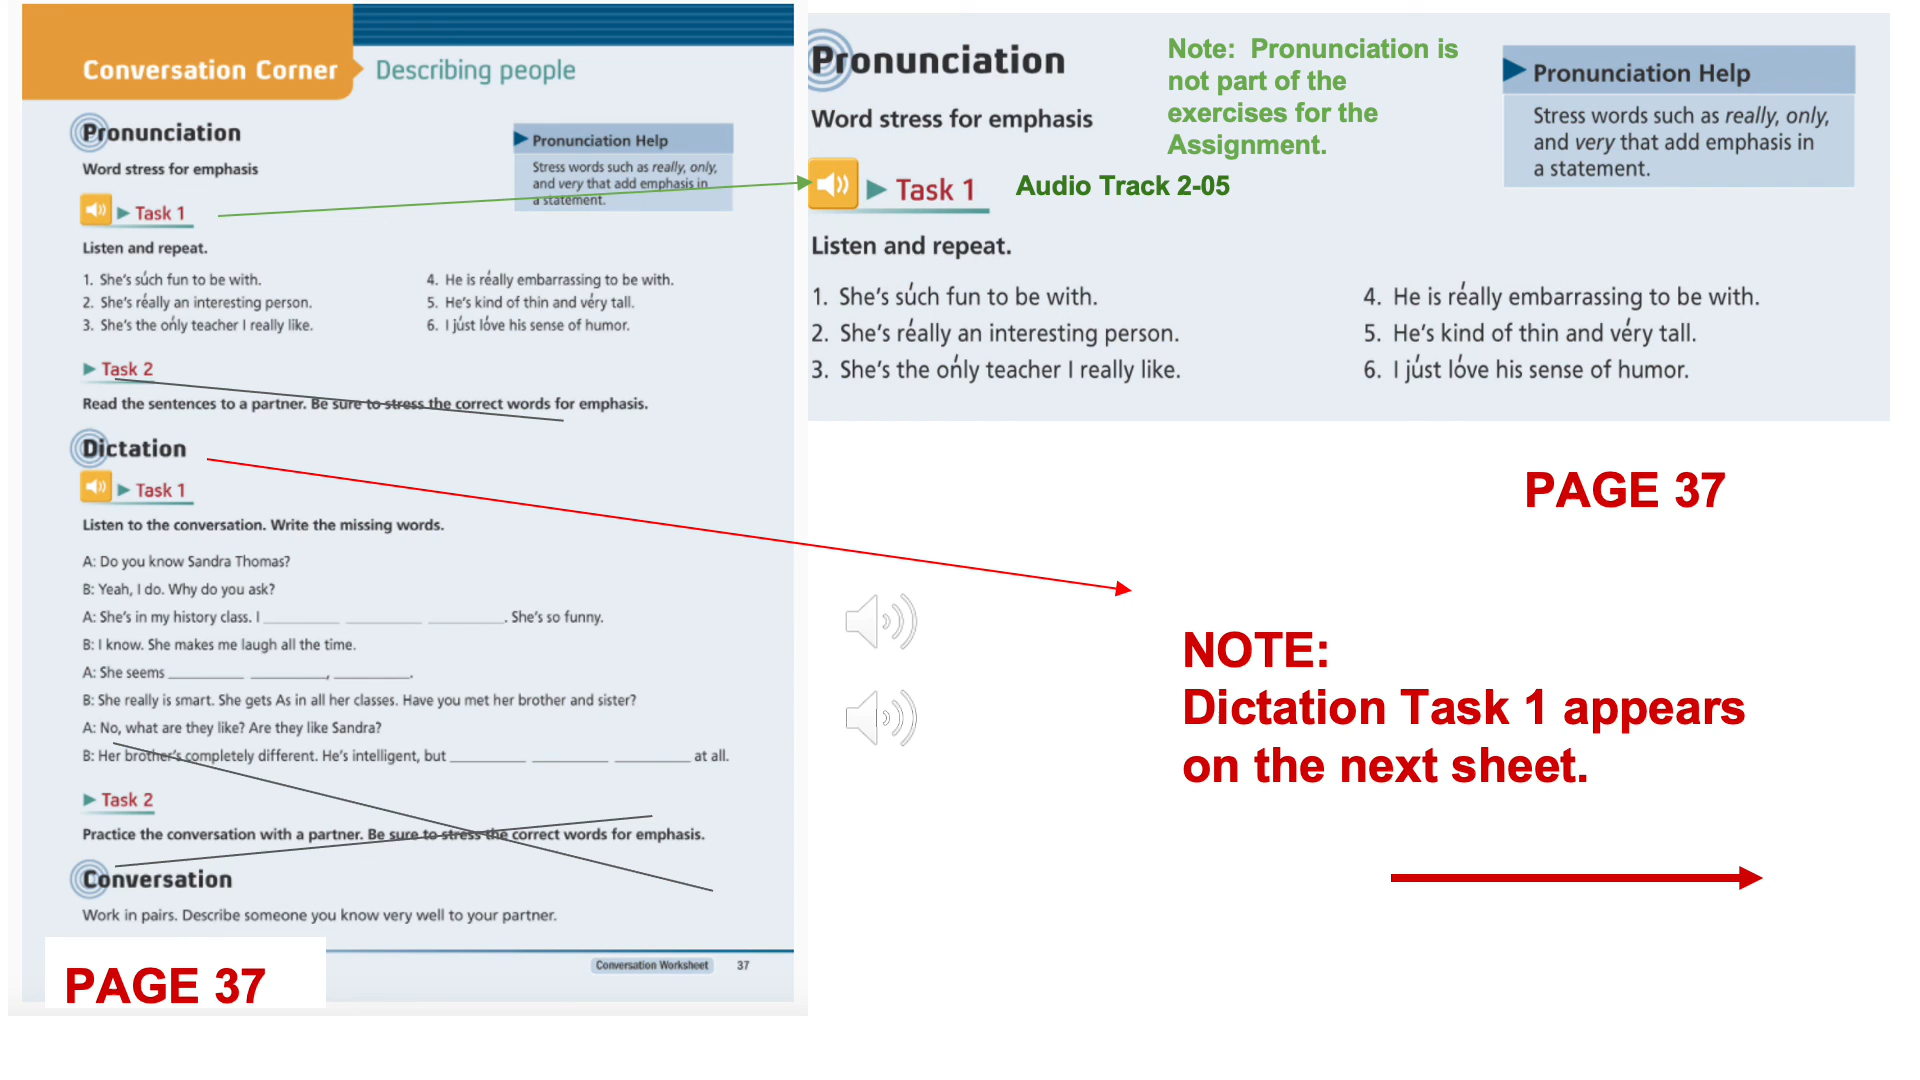 Conversation Corner Describing people
Pronunciation
Word stress for emphasis
Pronunciation Help
Stress words such as really, only,
and very that add emphasis in
a statement.
Task 1
Listen and repeat.
1. She's súch fun to be with.
2. She's réally an interesting person.
3. She's the ónly teacher I really like.
4. He is réally embarrassing to be with.
5. He's kind of thin and véry tall.
6. I júst lóve his sense of humor.
Task 2
Read the sentences to a partner. Be sure to stress the correct words for emphasis.
Dictation
Task 1
Listen to the conversation. Write the missing words.
A: Do you know Sandra Thomas?
B: Yeah, I do. Why do you ask?
A: She's in my history class. I ________ ________ ________. She's so funny.
B: I know. She makes me laugh all the time.
A: She seems ________ ________, ________.
B: She really is smart. She gets As in all her classes. Have you met her brother and sister?
A: No, what are they like? Are they like Sandra?
B: Her brother's completely different. He's intelligent, but ________ ________ ________ at all.
Task 2
Practice the conversation with a partner. Be sure to stress the correct words for emphasis.
Conversation
Work in pairs. Describe someone you know very well to your partner.
Conversation Worksheet 37
PAGE 37
Pronunciation
Word stress for emphasis
Note: Pronunciation is
not part of the
exercises for the
Assignment.
Pronunciation Help
Stress words such as really, only,
and very that add emphasis in
a statement.
Task 1 Audio Track 2-05
Listen and repeat.
1. She's súch fun to be with.
2. She's réally an interesting person.
3. She's the ónly teacher I really like.
4. He is réally embarrassing to be with.
5. He's kind of thin and véry tall.
6. I júst lóve his sense of humor.
PAGE 37
NOTE:
Dictation Task 1 appears
on the next sheet.